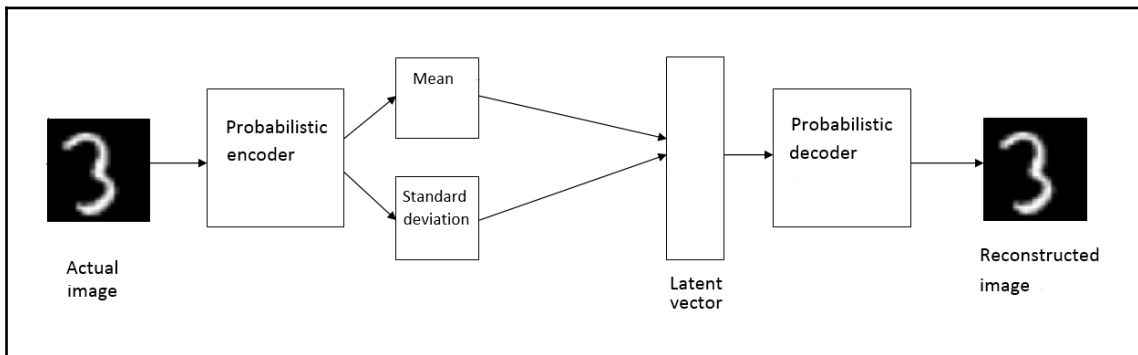 Actual
image
Probabilistic
encoder
Mean
Standard
deviation
Latent
vector
Probabilistic
decoder
Reconstructed
image